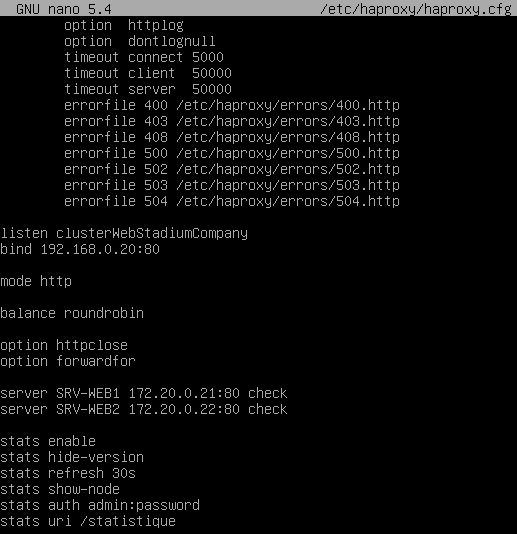 GNU nano 5.4 /etc/haproxy/haproxy.cfg
option httplog
option dontlognull
timeout connect 5000
timeout client 50000
timeout server 50000
errorfile 400 /etc/haproxy/errors/400.http
errorfile 403 /etc/haproxy/errors/403.http
errorfile 408 /etc/haproxy/errors/408.http
errorfile 500 /etc/haproxy/errors/500.http
errorfile 502 /etc/haproxy/errors/502.http
errorfile 503 /etc/haproxy/errors/503.http
errorfile 504 /etc/haproxy/errors/504.http
listen clusterWebStadiumCompany
bind 192.168.0.20:80
mode http
balance roundrobin
option httpclose
option forwardfor
server SRV-WEB1 172.20.0.21:80 check
server SRV-WEB2 172.20.0.22:80 check
stats enable
stats hide-version
stats refresh 30s
stats show-node
stats auth admin:password
stats uri /statistique